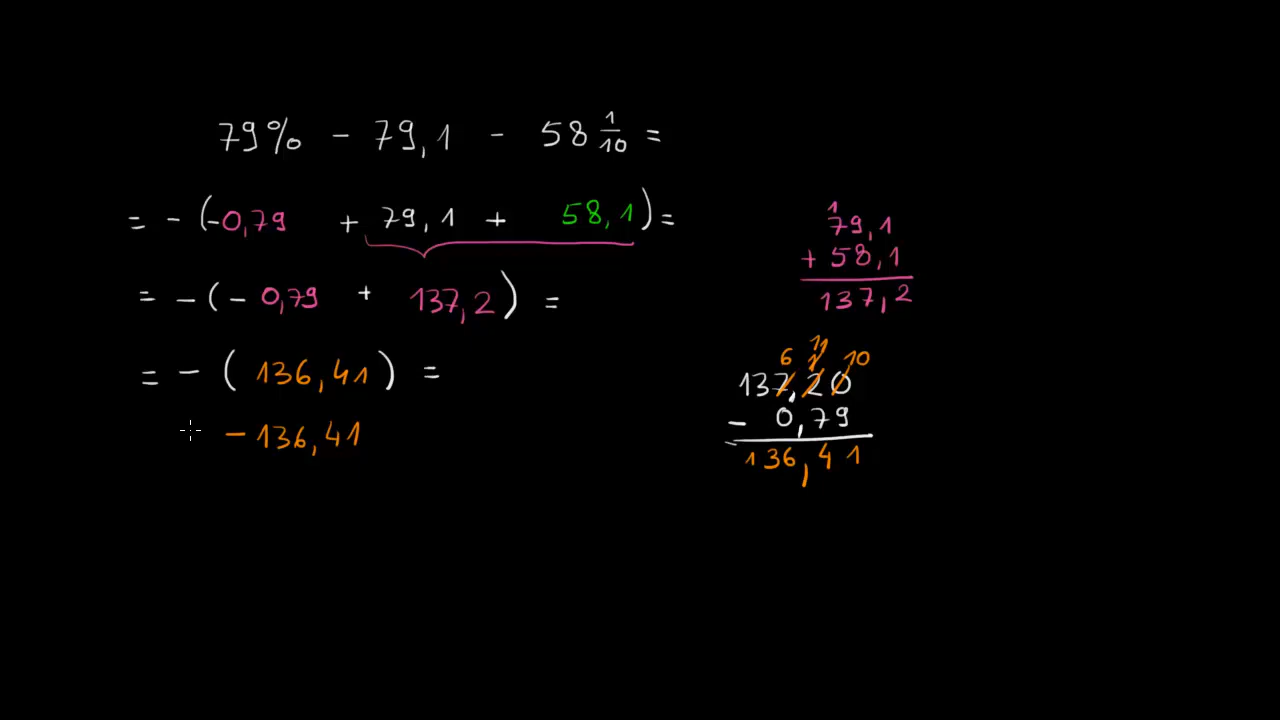 79% - 79,1 - 58 1/10 =
= - (-0,79 + 79,1 + 58,1) =
= - (- 0,79 + 137,2) =
= - (136,41) =
- 136,41
1
79,1
+ 58,1
137,2
6 11 10
1
137,20
- 0,79
136,41